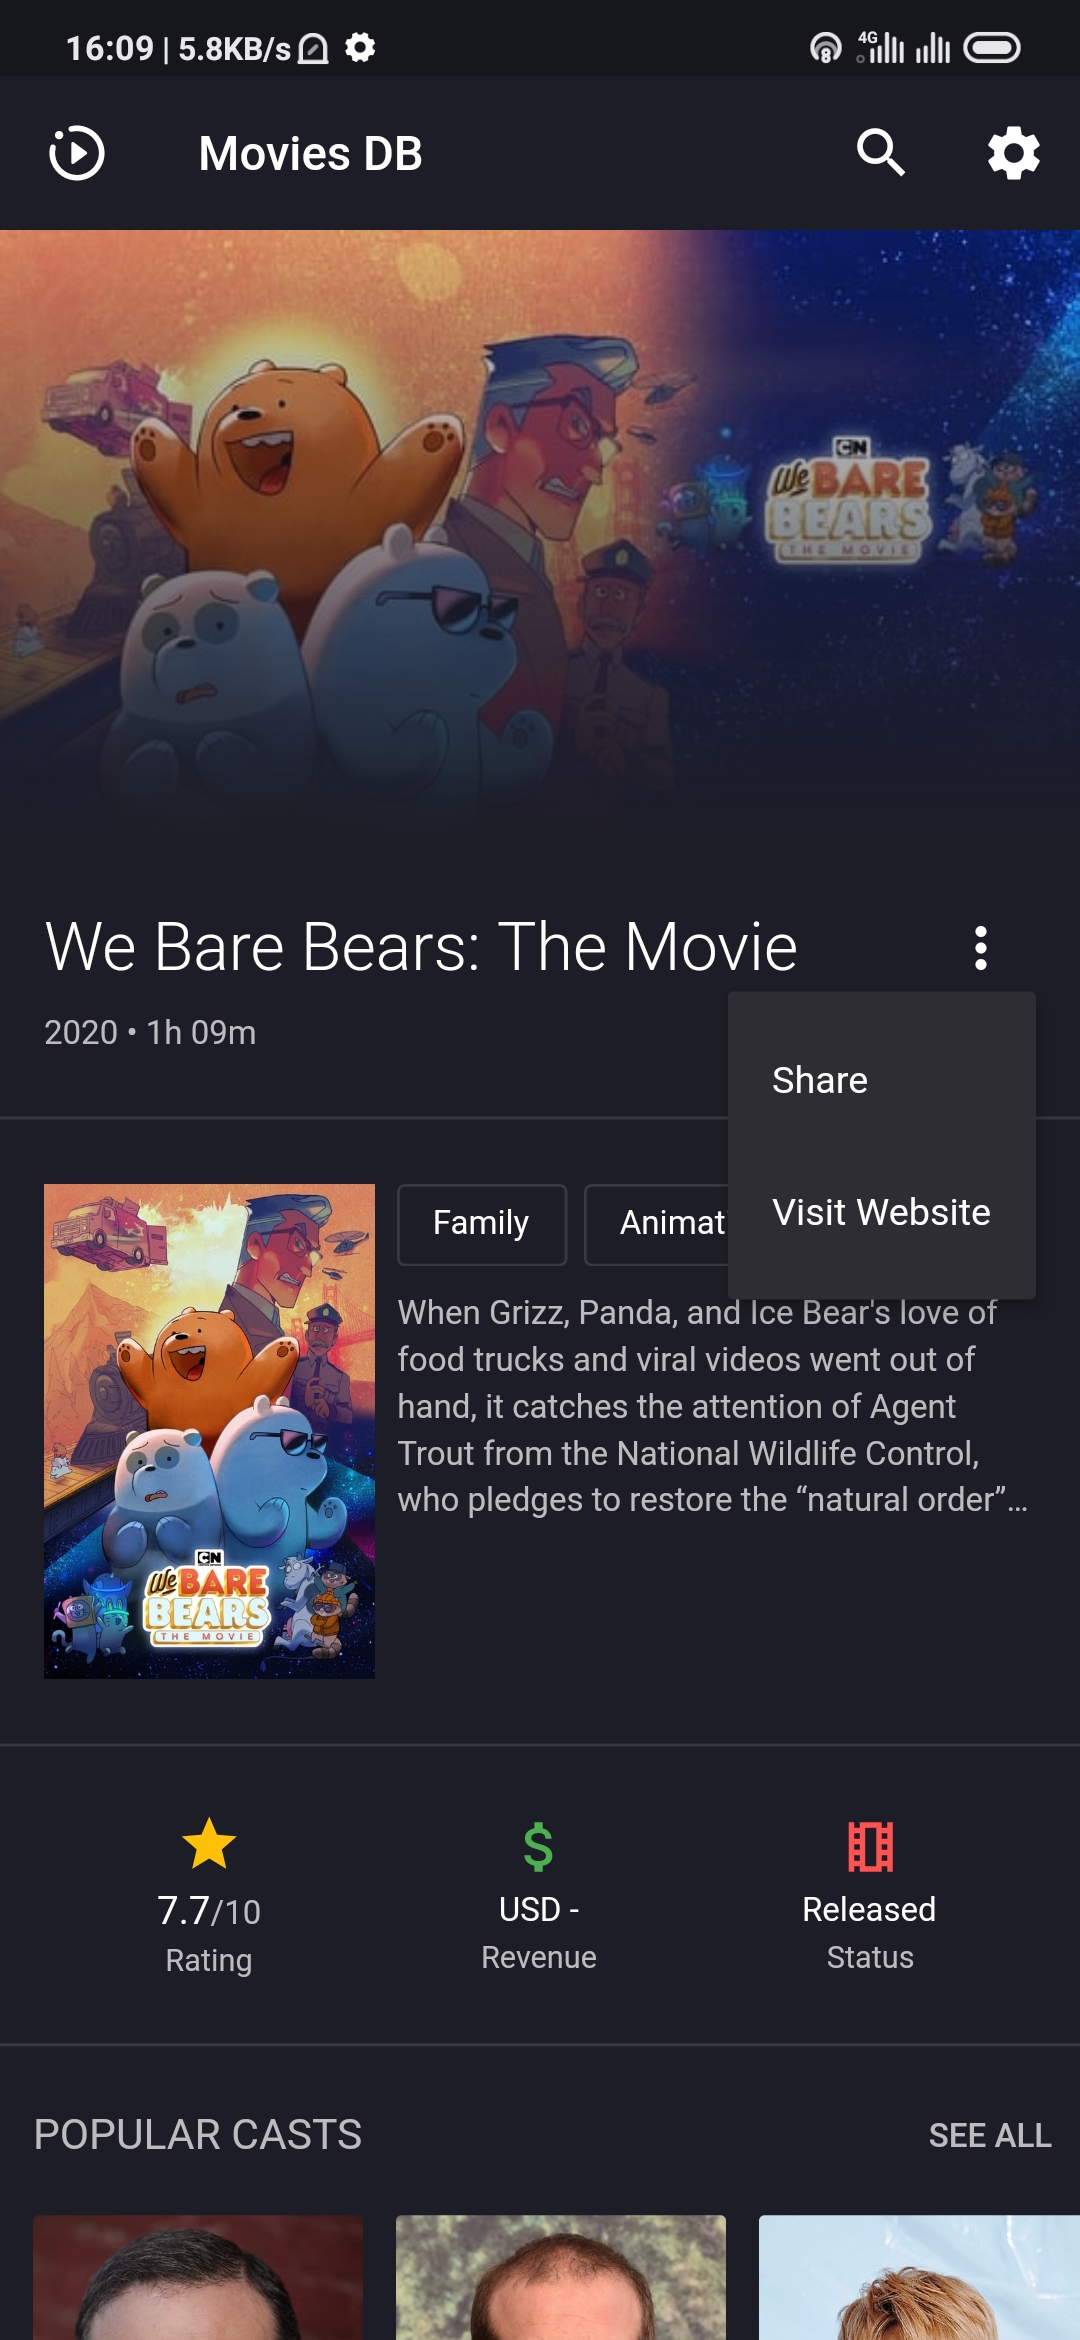 16:09 | 5.8KB/s
8
4G
Movies DB
CN
We BARE
BEARS
THE MOVIE
We Bare Bears: The Movie
2020 • 1h 09m
Share
Visit Website
Family
Animat
When Grizz, Panda, and Ice Bear's love of
food trucks and viral videos went out of
hand, it catches the attention of Agent
Trout from the National Wildlife Control,
who pledges to restore the “natural order”…
CN
We BARE
BEARS
THE MOVIE
7.7/10
Rating
USD -
Revenue
Released
Status
POPULAR CASTS
SEE ALL